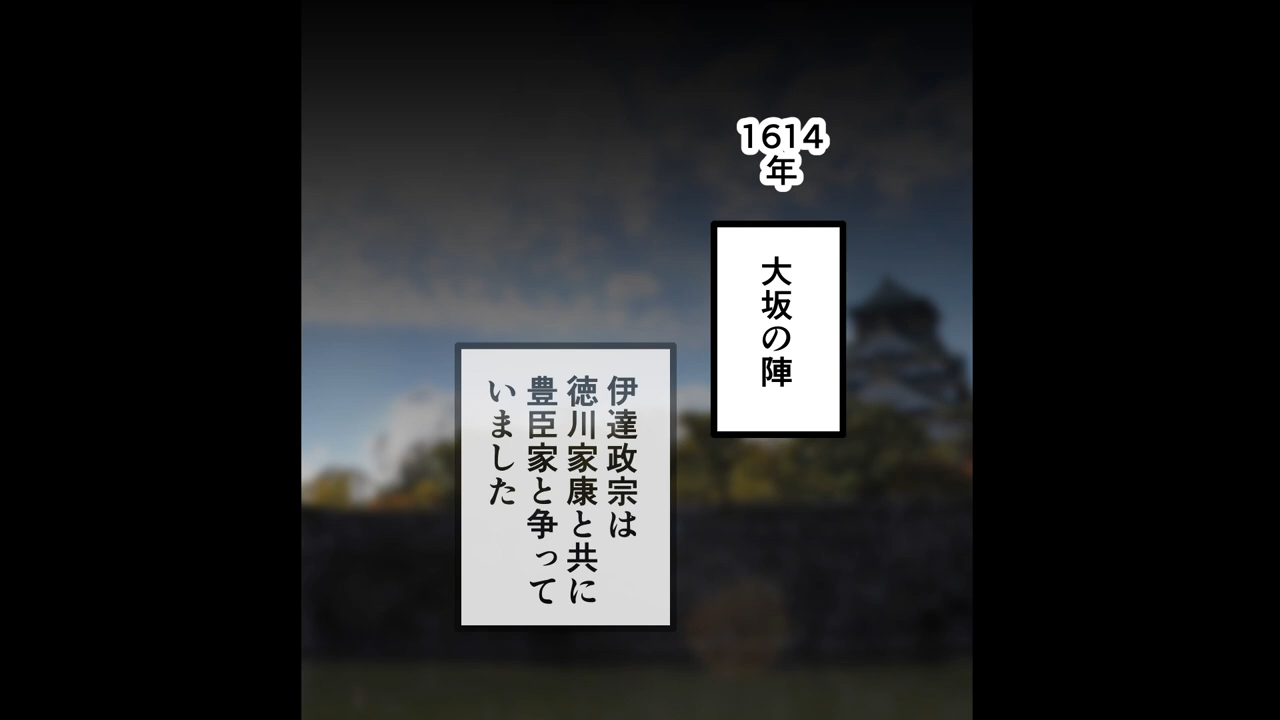 1614
年
大坂の陣
伊達政宗は
徳川家康と共に
豊臣家と争って
いました